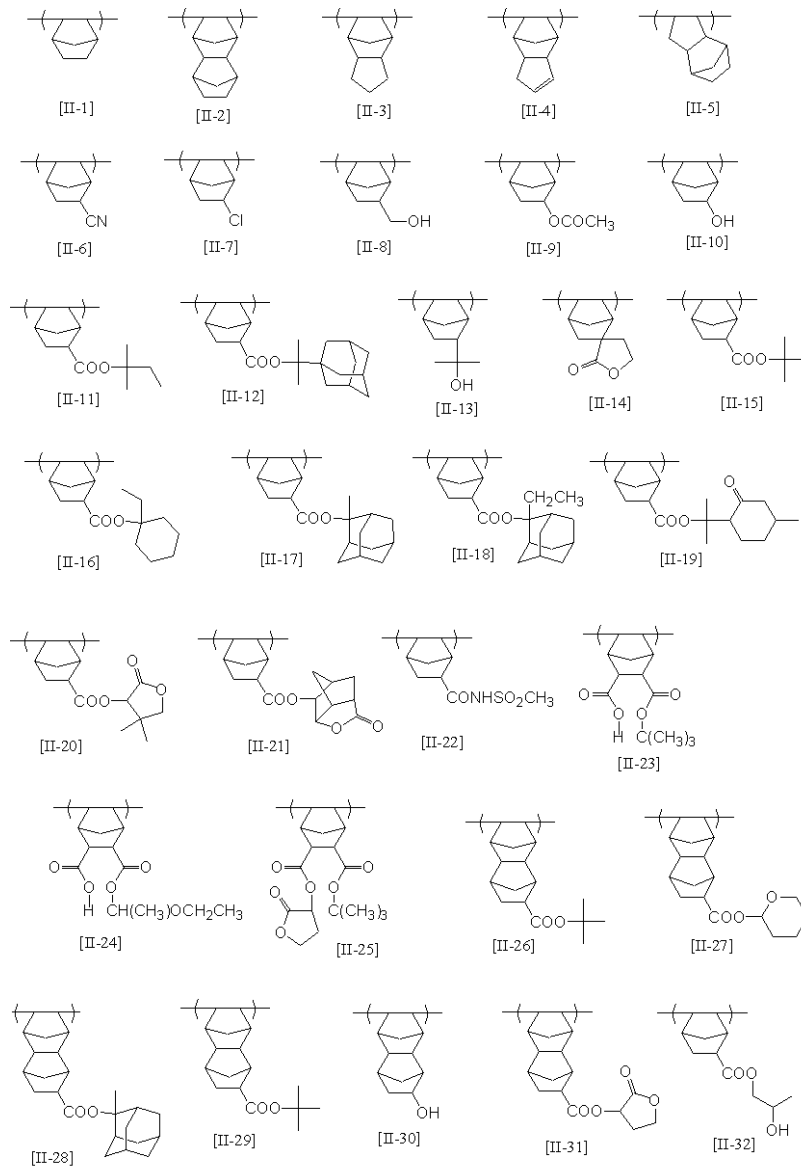 [II-1] [II-2] [II-3] [II-4] [II-5]
CN Cl OH OCOCH3 OH
[II-6] [II-7] [II-8] [II-9] [II-10]
COO COO OH O O COO
[II-11] [II-12] [II-13] [II-14] [II-15]
COO COO CH2CH3 COO COO O
[II-16] [II-17] [II-18] [II-19]
COO O O COO O O CONHSO2CH3 O O O O
H C(CH3)3
[II-20] [II-21] [II-22] [II-23]
O O O O O O O O
H CH(CH3)OCH2CH3 O O C(CH3)3 COO COO O
[II-24] [II-25] [II-26] [II-27]
COO COO OH COO O O COO
OH
[II-28] [II-29] [II-30] [II-31] [II-32]